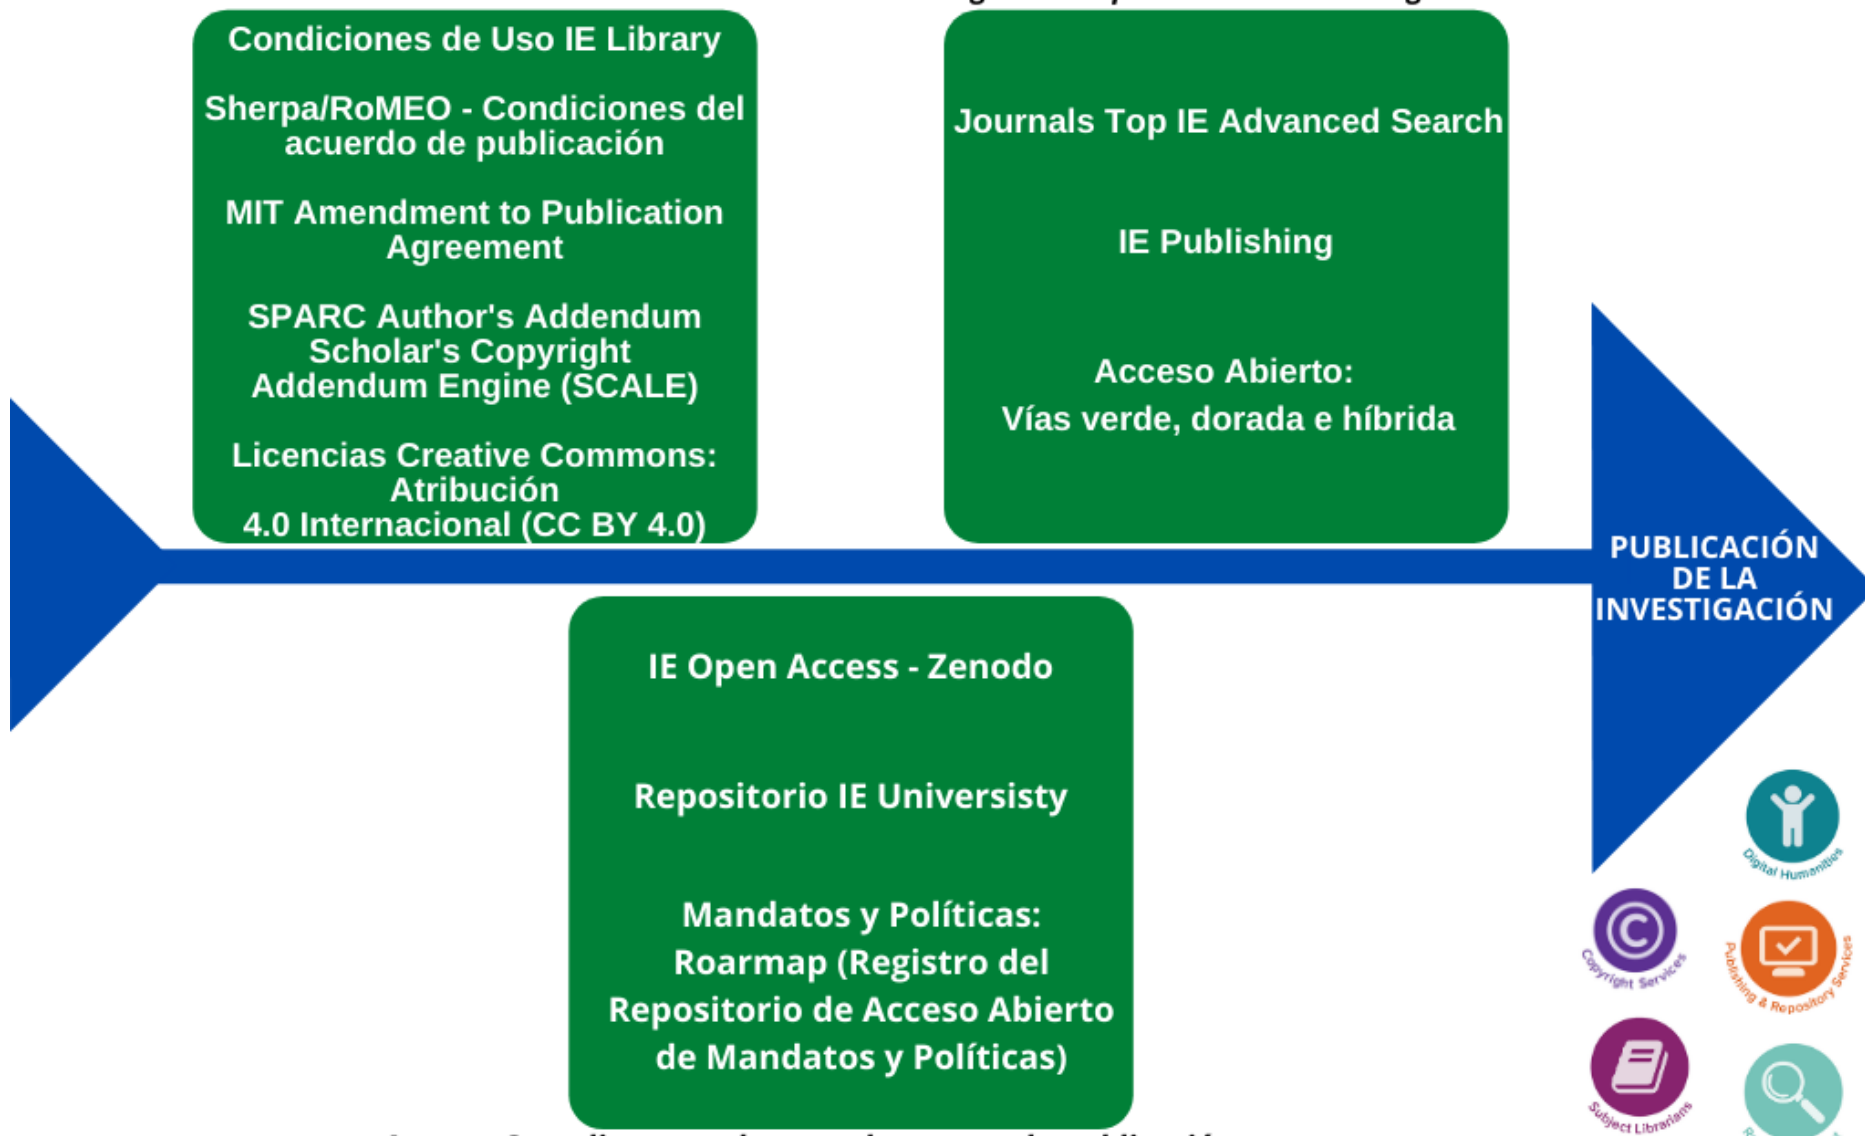 Condiciones de Uso IE Library
Sherpa/RoMEO - Condiciones del
acuerdo de publicación
MIT Amendment to Publication
Agreement
SPARC Author's Addendum
Scholar's Copyright
Addendum Engine (SCALE)
Licencias Creative Commons:
Atribución
4.0 Internacional (CC BY 4.0)
Journals Top IE Advanced Search
IE Publishing
Acceso Abierto:
Vías verde, dorada e híbrida
PUBLICACIÓN
DE LA
INVESTIGACIÓN
IE Open Access - Zenodo
Repositorio IE Universisty
Mandatos y Políticas:
Roarmap (Registro del
Repositorio de Acceso Abierto
de Mandatos y Políticas)
Digital Humanities
Copyright Services
Publishing & Repository Services
Subject Librarians